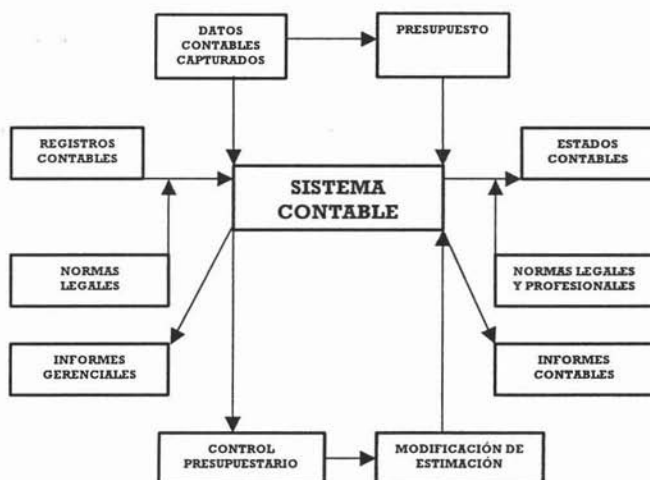 DATOS
CONTABLES
CAPTURADOS
PRESUPUESTO
REGISTROS
CONTABLES
ESTADOS
CONTABLES
SISTEMA
CONTABLE
NORMAS
LEGALES
NORMAS LEGALES
Y PROFESIONALES
INFORMES
GERENCIALES
INFORMES
CONTABLES
CONTROL
PRESUPUESTARIO
MODIFICACIÓN DE
ESTIMACIÓN